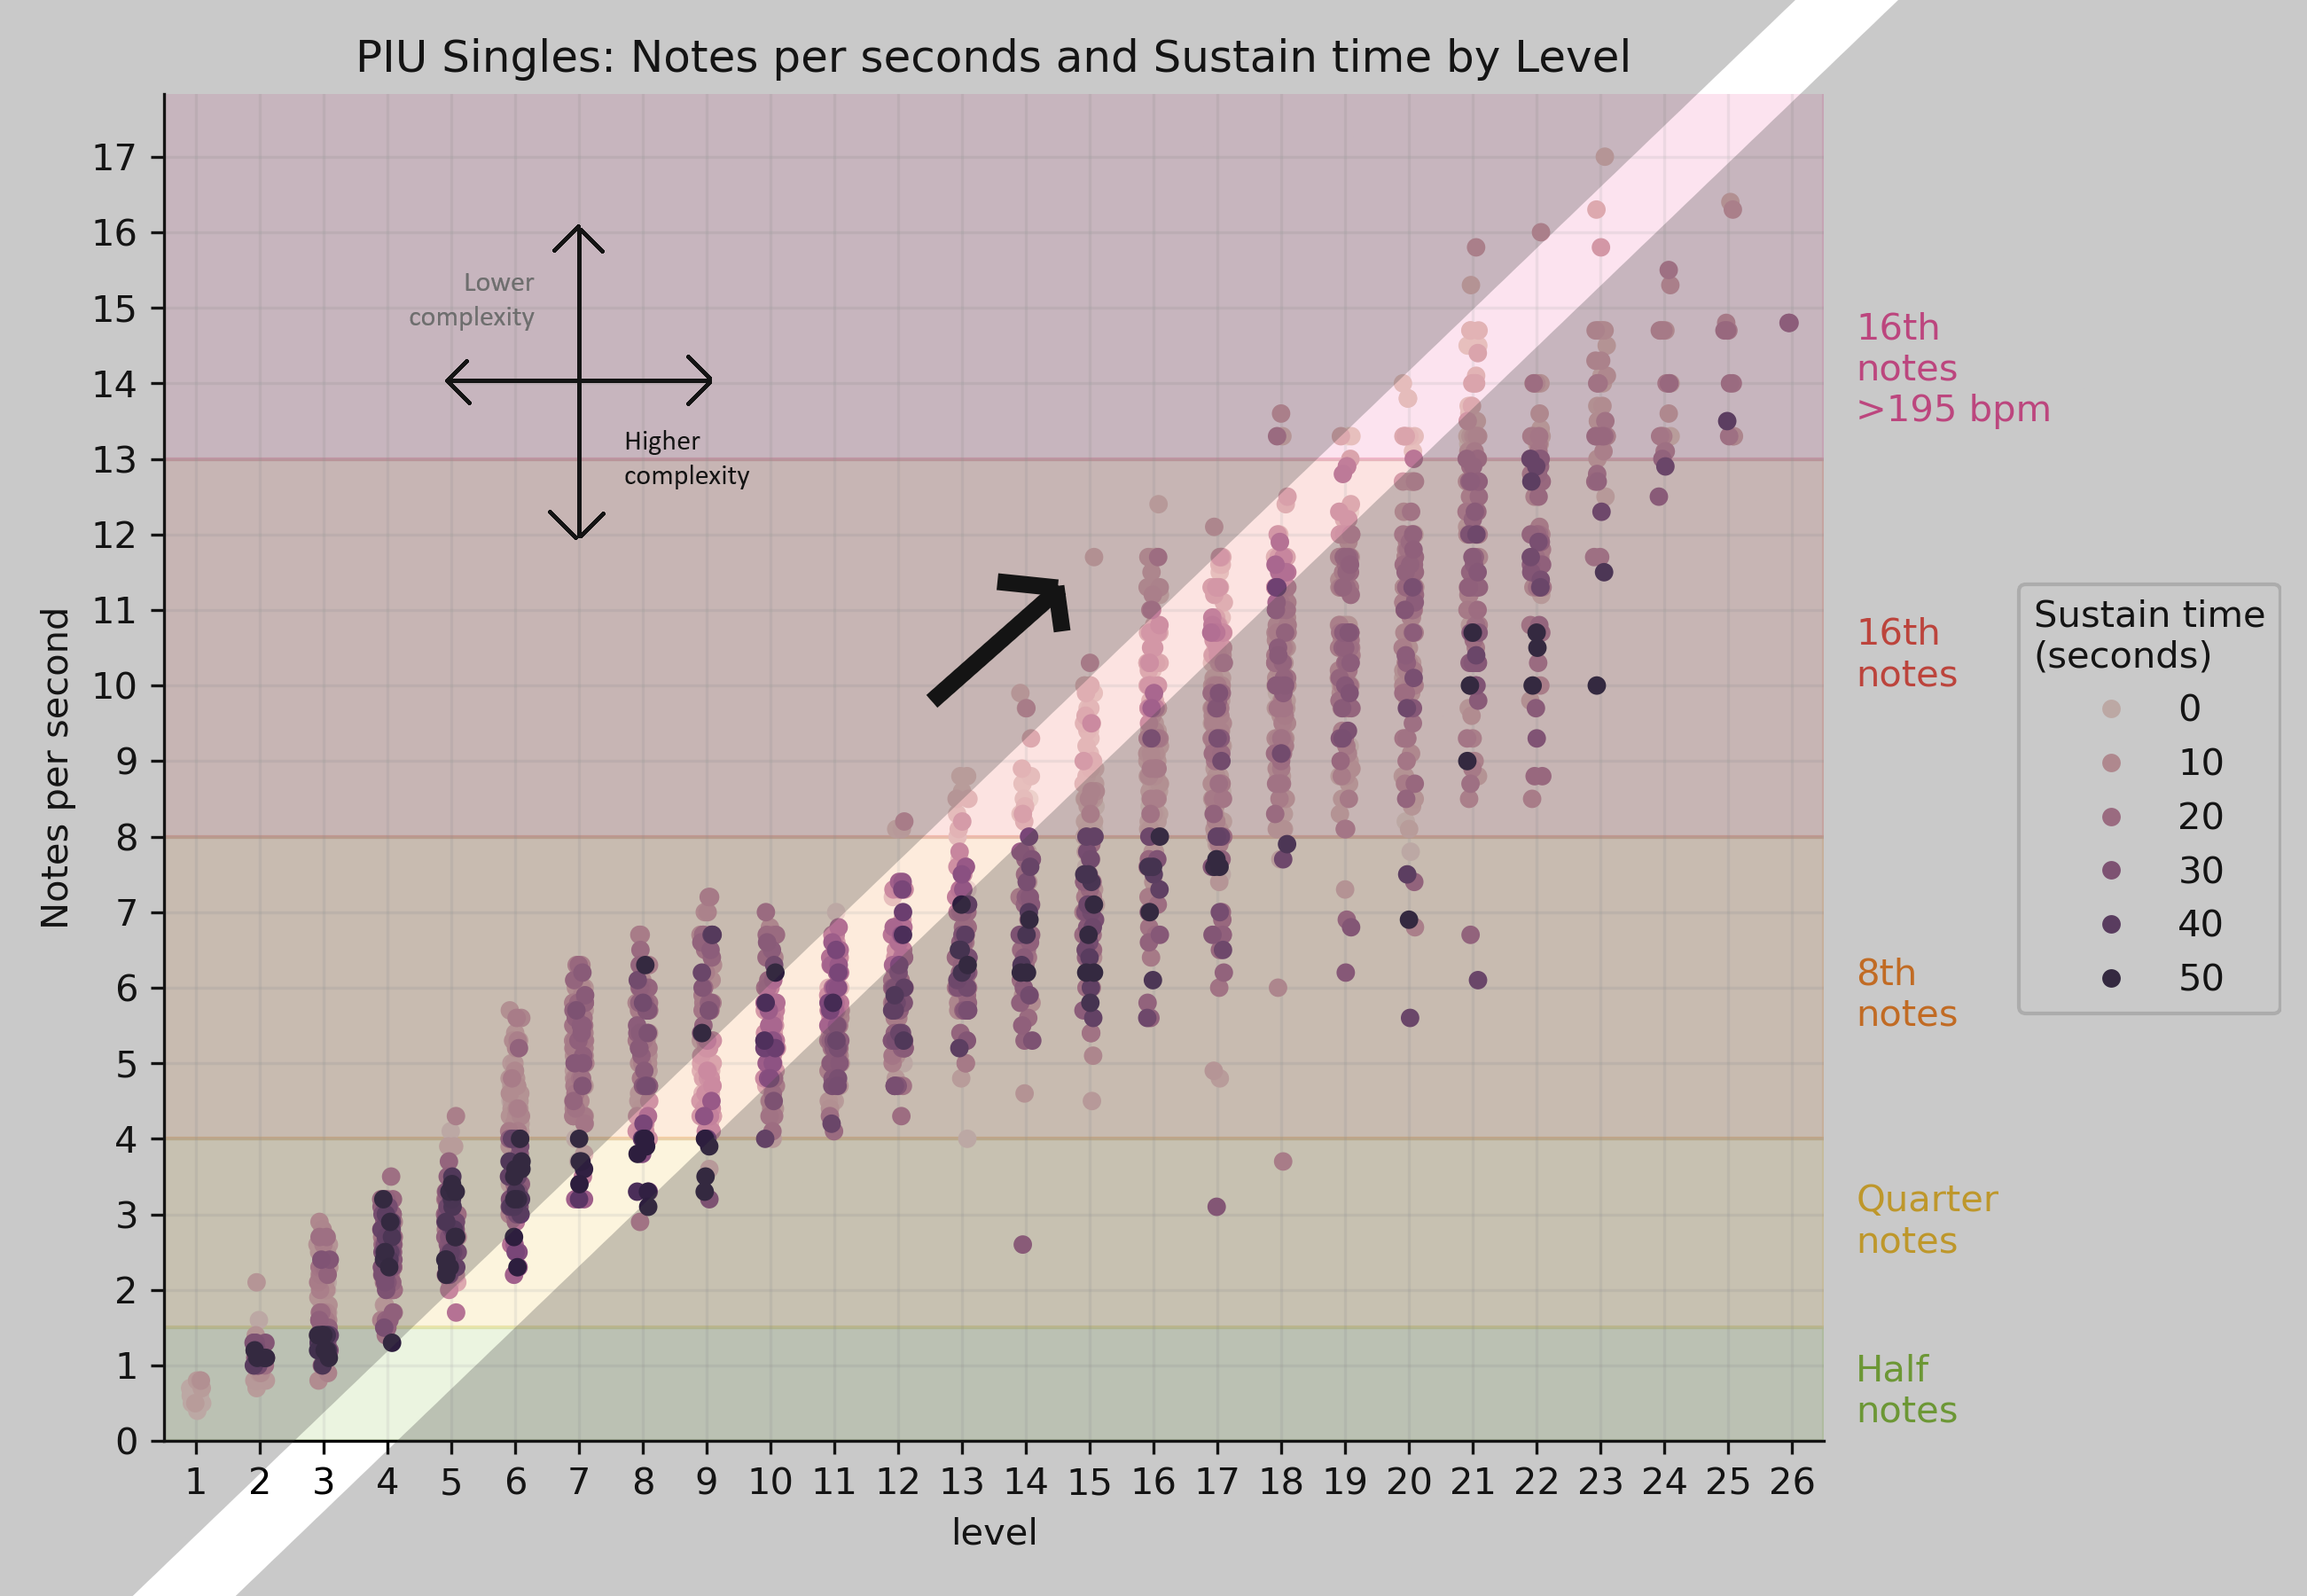 PIU Singles: Notes per seconds and Sustain time by Level
17
16
15
14
13
12
11
10
9
8
7
6
5
4
3
2
1
0
Notes per second
Lower
complexity
Higher
complexity
16th
notes
>195 bpm
16th
notes
8th
notes
Quarter
notes
Half
notes
Sustain time
(seconds)
0
10
20
30
40
50
1 2 3 4 5 6 7 8 9 10 11 12 13 14 15 16 17 18 19 20 21 22 23 24 25 26
level